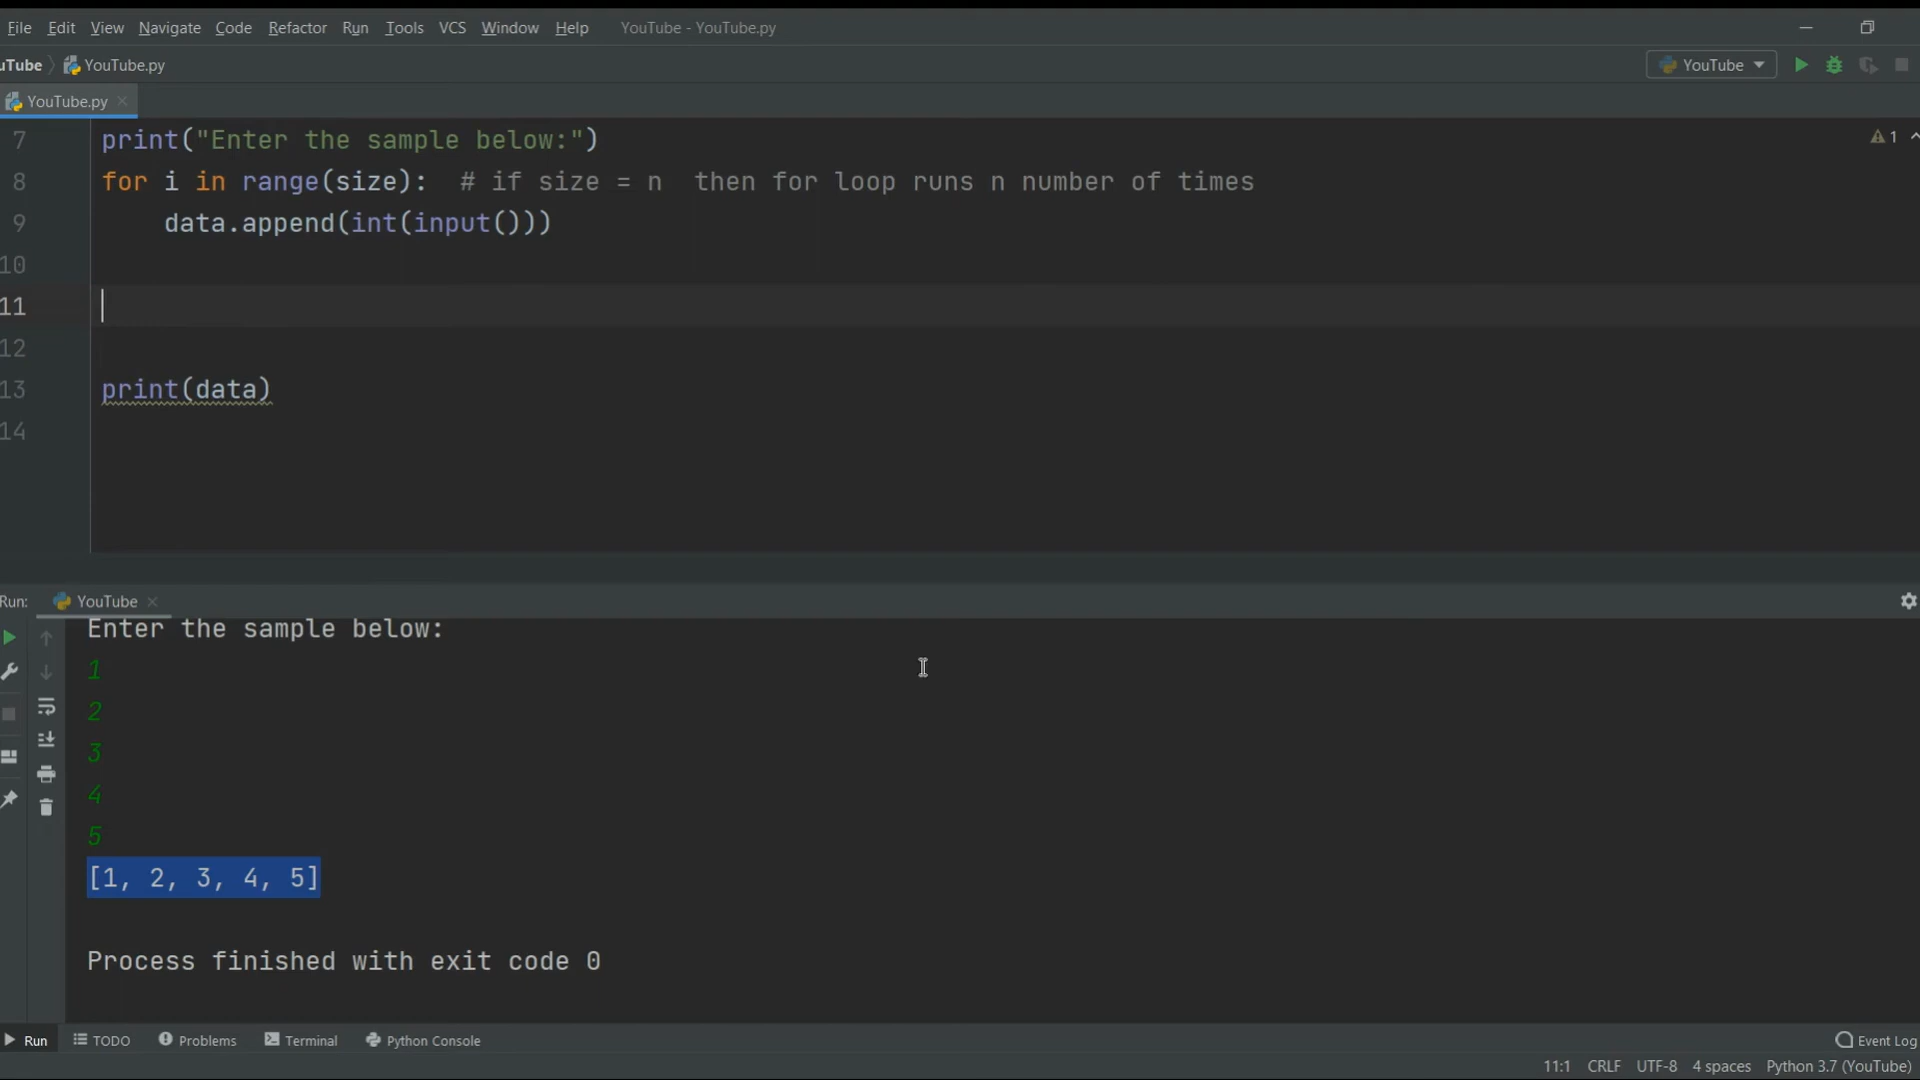 File Edit View Navigate Code Refactor Run Tools VCS Window Help YouTube - YouTube.py
uTube YouTube.py YouTube
YouTube.py
7 print("Enter the sample below:") 1
8 for i in range(size):  # if size = n  then for loop runs n number of times
9     data.append(int(input()))
10
11
12
13 print(data)
14
Run: YouTube
Enter the sample below:
1
2
3
4
5
[1, 2, 3, 4, 5]
Process finished with exit code 0
Run TODO Problems Terminal Python Console Event Log
11:1 CRLF UTF-8 4 spaces Python 3.7 (YouTube)